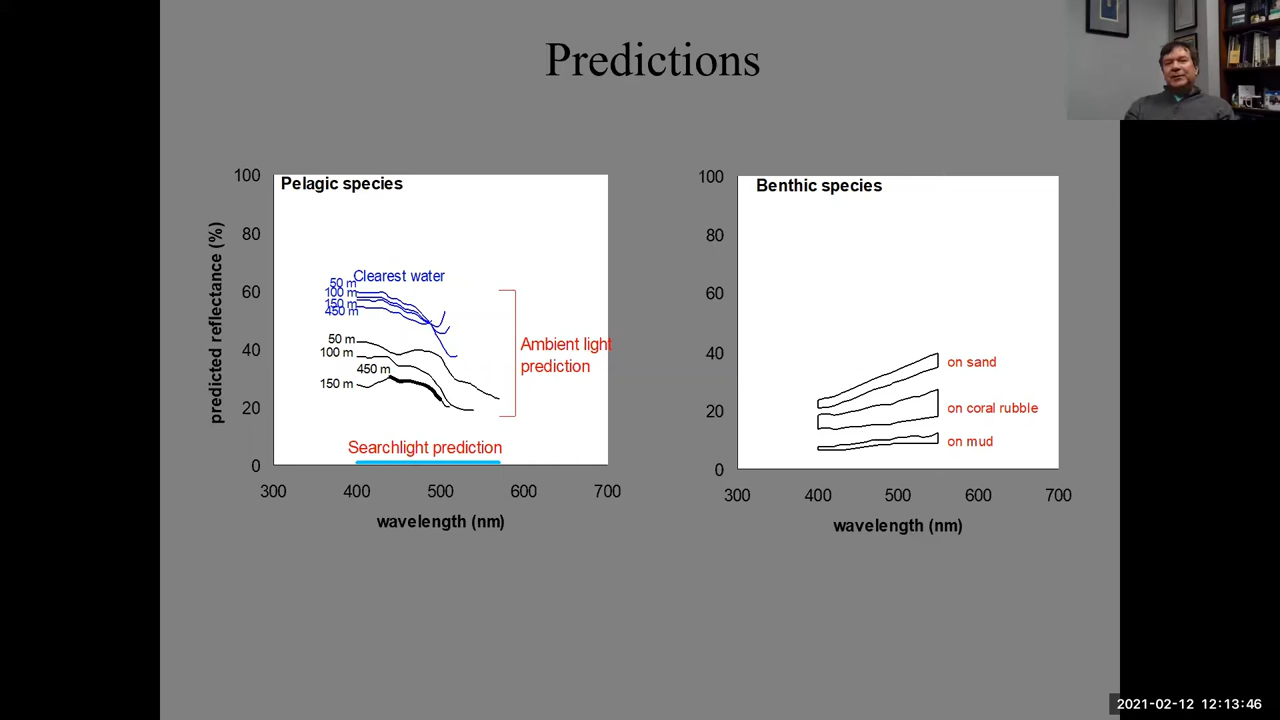 Predictions
Pelagic species
predicted reflectance (%)
100
80
60
40
20
0
Clearest water
50 m
100 m
150 m
450 m
50 m
100 m
450 m
150 m
Ambient light
prediction
Searchlight prediction
300 400 500 600 700
wavelength (nm)
Benthic species
100
80
60
40
20
0
on sand
on coral rubble
on mud
300 400 500 600 700
wavelength (nm)
2021-02-12 12:13:46